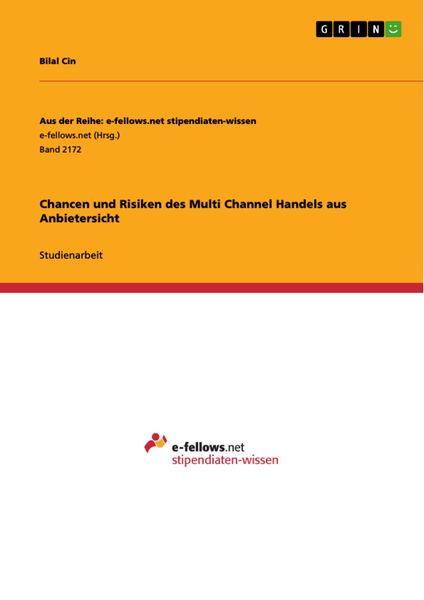 GRIN
Bilal Cin
Aus der Reihe: e-fellows.net stipendiaten-wissen
e-fellows.net (Hrsg.)
Band 2172
Chancen und Risiken des Multi Channel Handels aus
Anbietersicht
Studienarbeit
e-fellows.net
stipendiaten-wissen